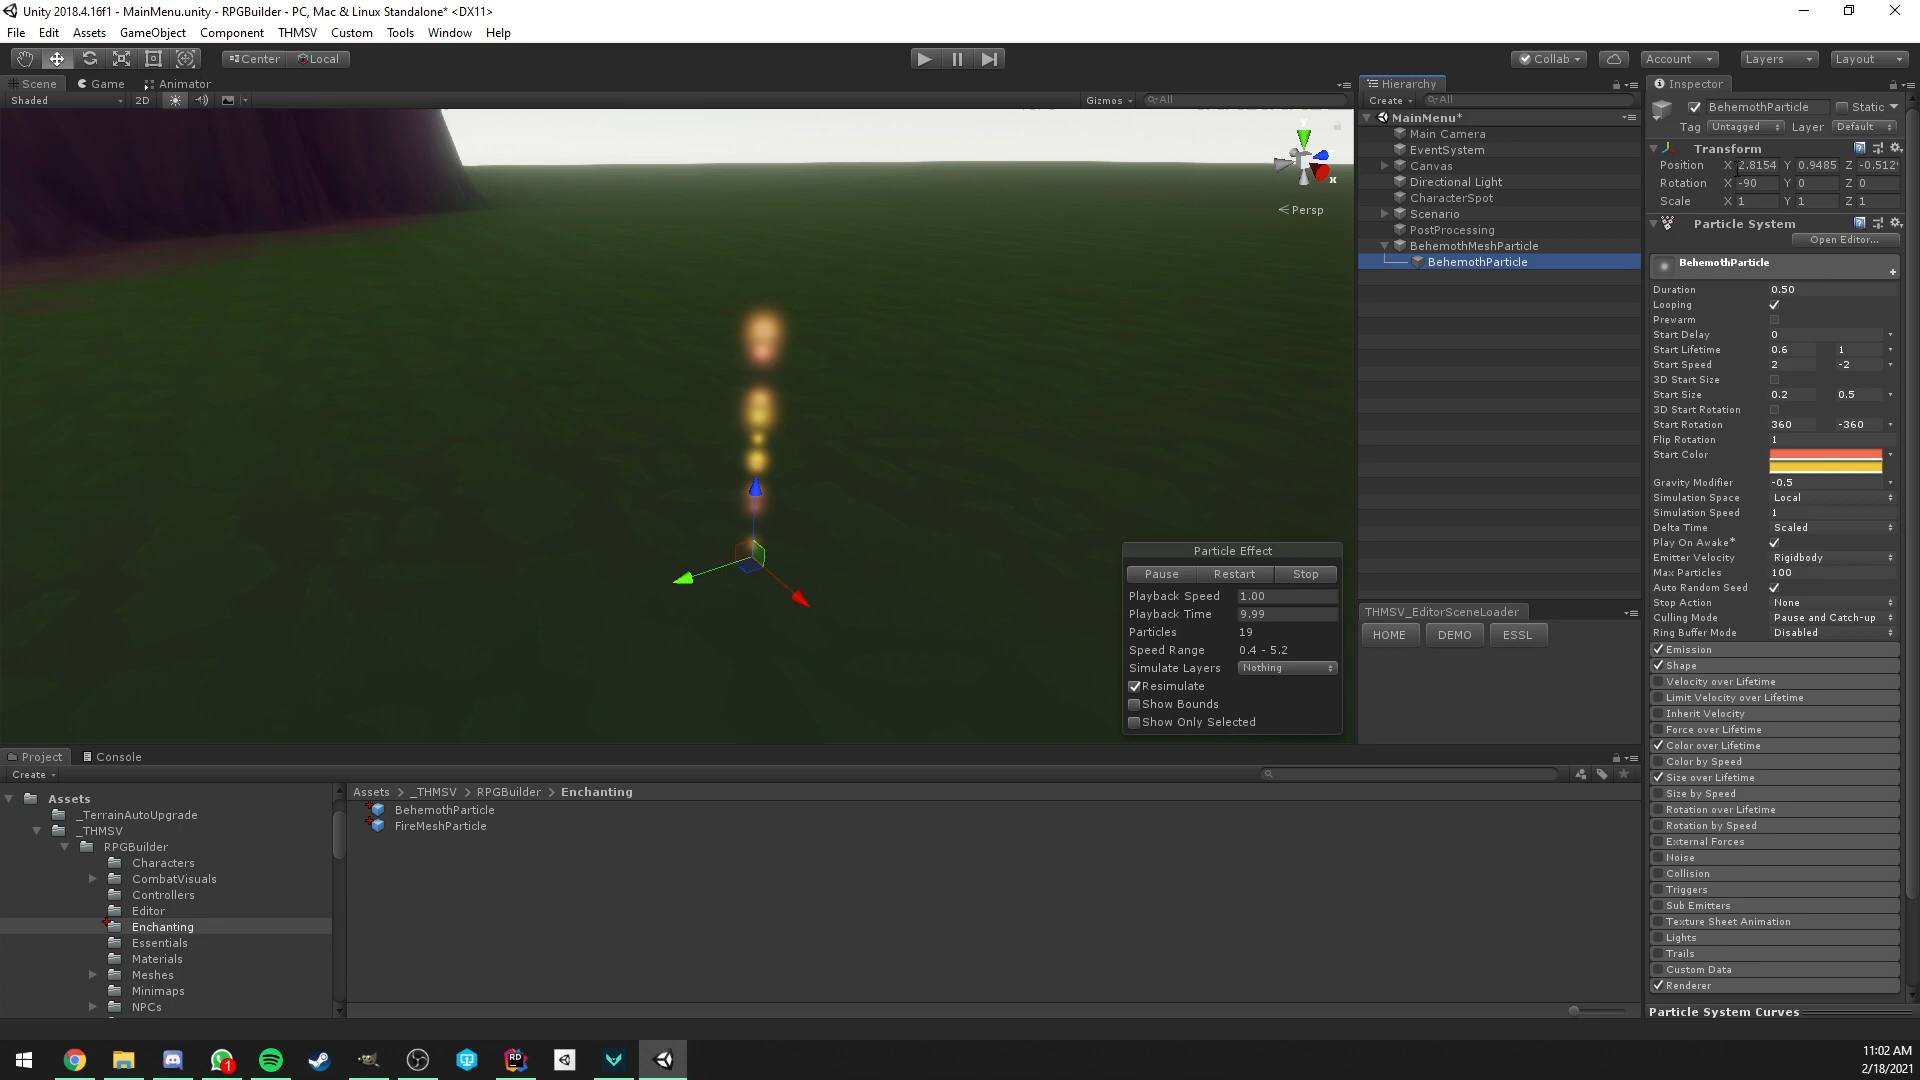 Unity 2018.4.16f1 - MainMenu.unity - RPGBuilder - PC, Mac & Linux Standalone* <DX11>
File Edit Assets GameObject Component THMSV Custom Tools Window Help
Center Local
Collab Account Layers Layout
Scene Game Animator
Shaded 2D Gizmos All
y
x
Persp
Hierarchy
Create All
MainMenu*
Main Camera
EventSystem
Canvas
Directional Light
CharacterSpot
Scenario
PostProcessing
BehemothMeshParticle
BehemothParticle
Particle Effect
Pause Restart Stop
Playback Speed 1.00
Playback Time 9.99
Particles 19
Speed Range 0.4 - 5.2
Simulate Layers Nothing
Resimulate
Show Bounds
Show Only Selected
THMSV_EditorSceneLoader
HOME DEMO ESSL
Inspector
BehemothParticle Static
Tag Untagged Layer Default
Transform
Position X 2.8154 Y 0.9485 Z -0.512
Rotation X -90 Y 0 Z 0
Scale X 1 Y 1 Z 1
Particle System
Open Editor...
BehemothParticle
Duration 0.50
Looping
Prewarm
Start Delay 0
Start Lifetime 0.6 1
Start Speed 2 -2
3D Start Size
Start Size 0.2 0.5
3D Start Rotation
Start Rotation 360 -360
Flip Rotation 1
Start Color
Gravity Modifier -0.5
Simulation Space Local
Simulation Speed 1
Delta Time Scaled
Play On Awake*
Emitter Velocity Rigidbody
Max Particles 100
Auto Random Seed
Stop Action None
Culling Mode Pause and Catch-up
Ring Buffer Mode Disabled
Emission
Shape
Velocity over Lifetime
Limit Velocity over Lifetime
Inherit Velocity
Force over Lifetime
Color over Lifetime
Color by Speed
Size over Lifetime
Size by Speed
Rotation over Lifetime
Rotation by Speed
External Forces
Noise
Collision
Triggers
Sub Emitters
Texture Sheet Animation
Lights
Trails
Custom Data
Renderer
Particle System Curves
Project Console
Create
Assets
_TerrainAutoUpgrade
_THMSV
RPGBuilder
Characters
CombatVisuals
Controllers
Editor
Enchanting
Essentials
Materials
Meshes
Minimaps
NPCs
Assets > _THMSV > RPGBuilder > Enchanting
BehemothParticle
FireMeshParticle
1
RD
11:02 AM
2/18/2021